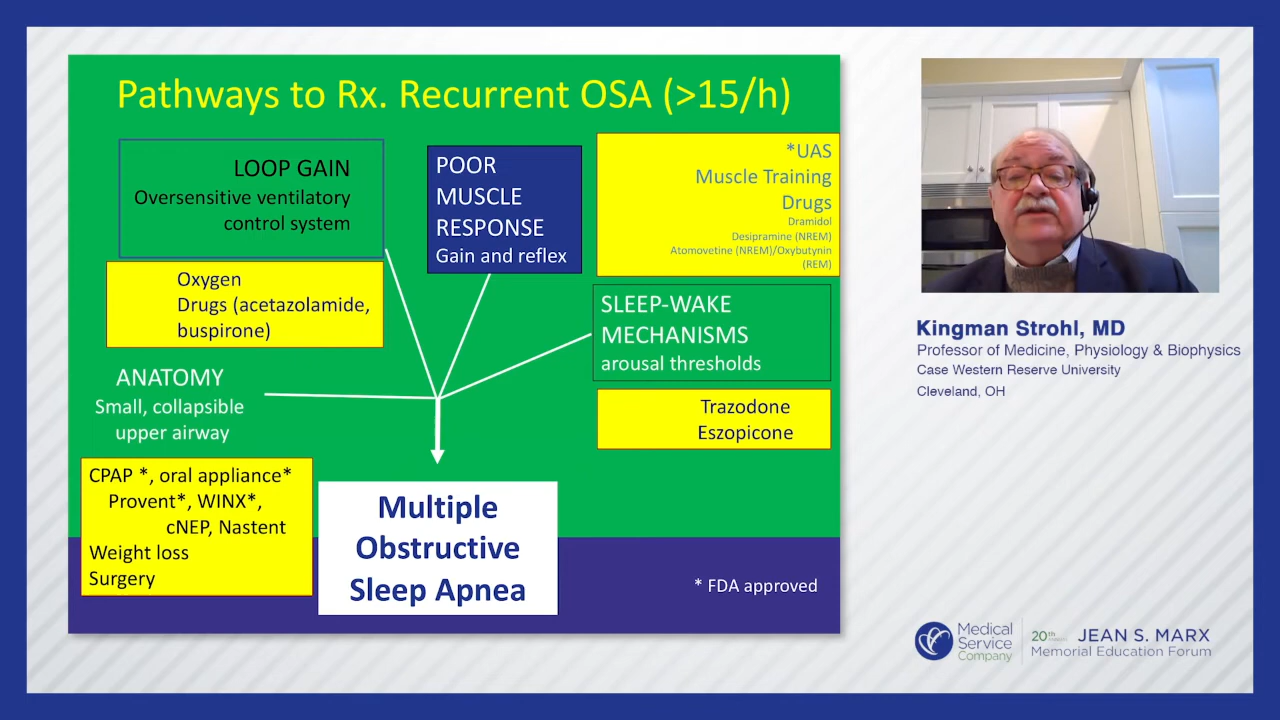 Pathways to Rx. Recurrent OSA (>15/h)
LOOP GAIN
Oversensitive ventilatory
control system
Oxygen
Drugs (acetazolamide,
buspirone)
POOR
MUSCLE
RESPONSE
Gain and reflex
*UAS
Muscle Training
Drugs
Dramidol
Desipramine (NREM)
Atomovetine (NREM)/Oxybutynin
(REM)
SLEEP-WAKE
MECHANISMS
arousal thresholds
Trazodone
Eszopicone
ANATOMY
Small, collapsible
upper airway
CPAP *, oral appliance*
Provent*, WINX*,
cNEP, Nastent
Weight loss
Surgery
Multiple
Obstructive
Sleep Apnea
* FDA approved
Kingman Strohl, MD
Professor of Medicine, Physiology & Biophysics
Case Western Reserve University
Cleveland, OH
Medical
Service
Company
20th
JEAN S. MARX
Memorial Education Forum